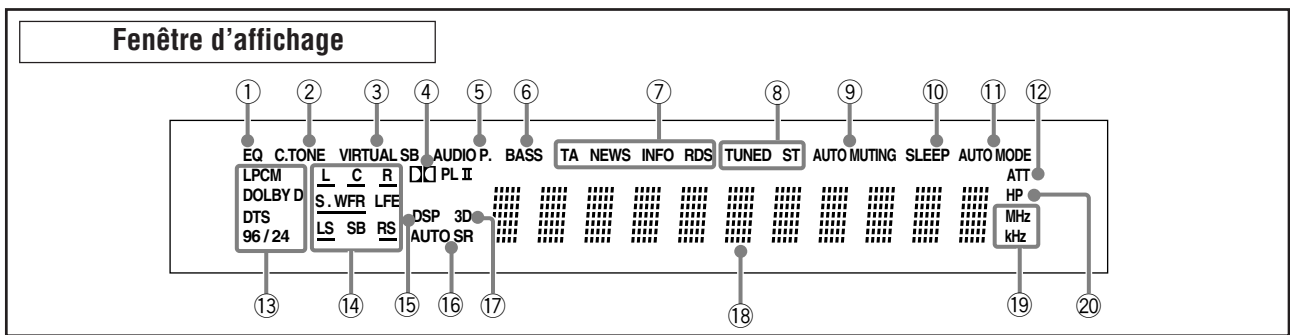 Fenêtre d'affichage
① ② ③ ④ ⑤ ⑥ ⑦ ⑧ ⑨ ⑩ ⑪ ⑫
EQ C.TONE VIRTUAL SB AUDIO P. BASS TA NEWS INFO RDS TUNED ST AUTO MUTING SLEEP AUTO MODE
LPCM L C R PL II ATT
DOLBY D S.WFR LFE HP
DTS DSP 3D MHz
96/24 LS SB RS AUTO SR kHz
⑬ ⑭ ⑮ ⑯ ⑰ ⑱ ⑲ ⑳